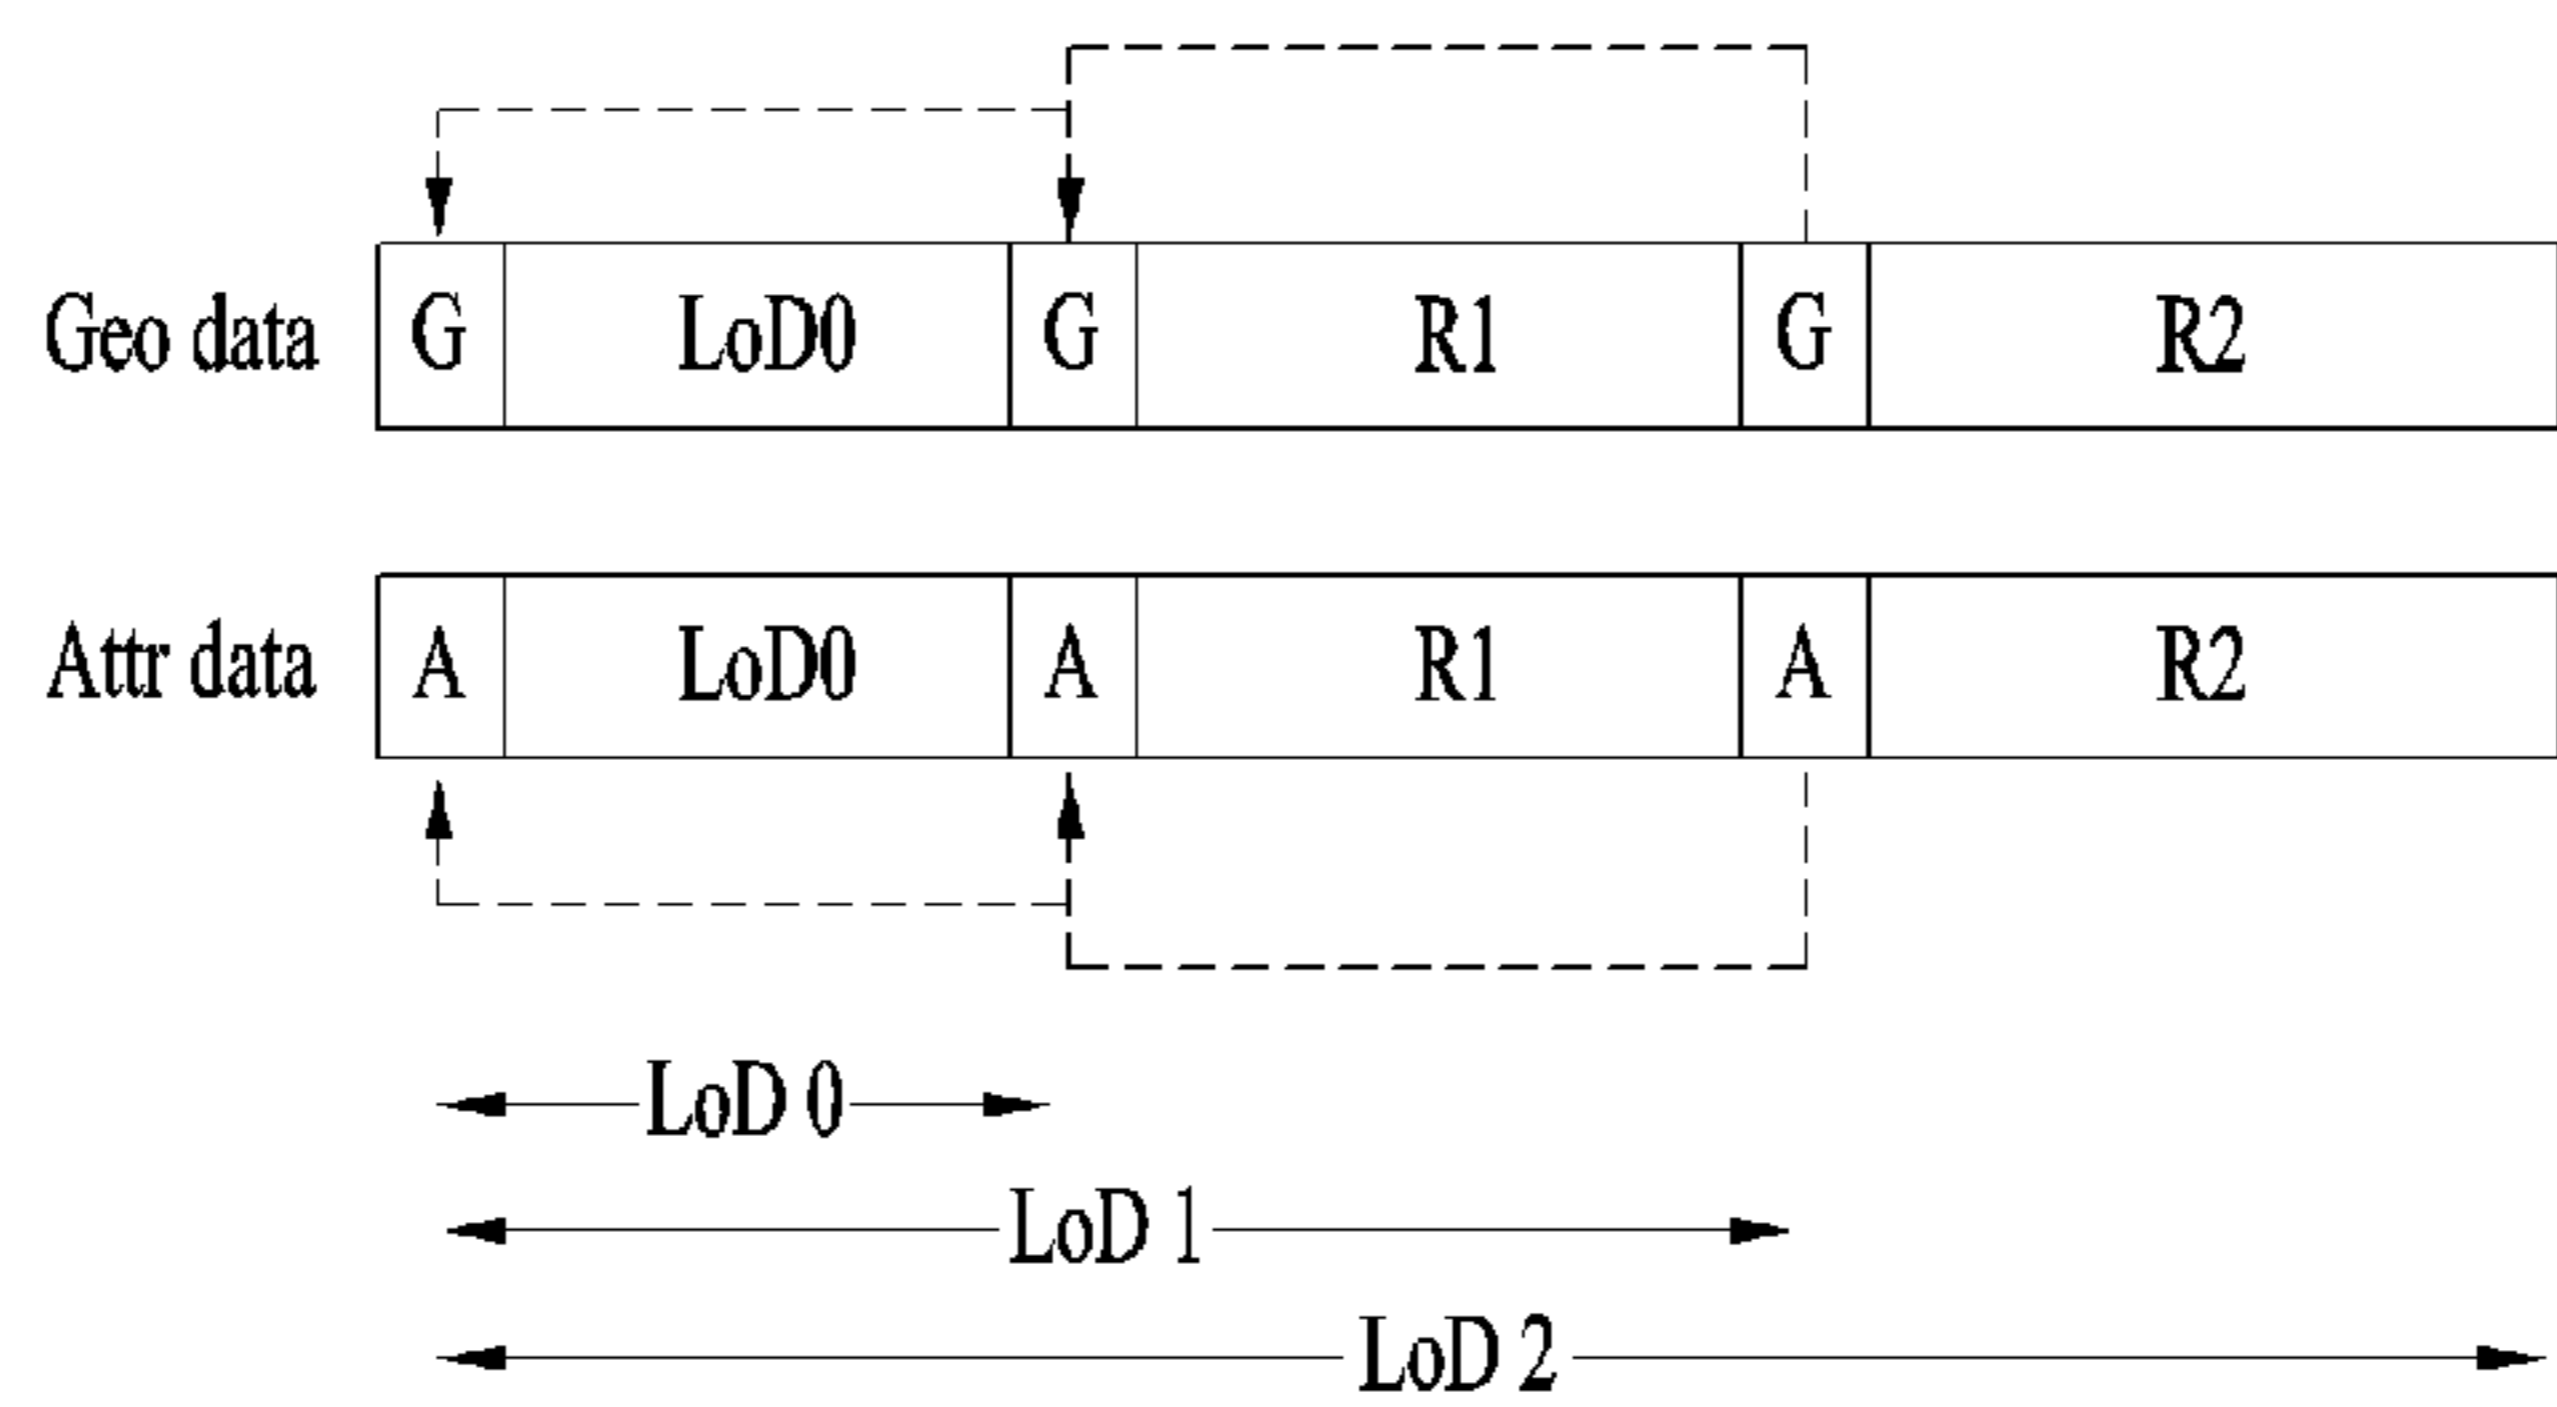 Geo data G LoD0 G R1 G R2
Attr data A LoD0 A R1 A R2
LoD 0
LoD 1
LoD 2